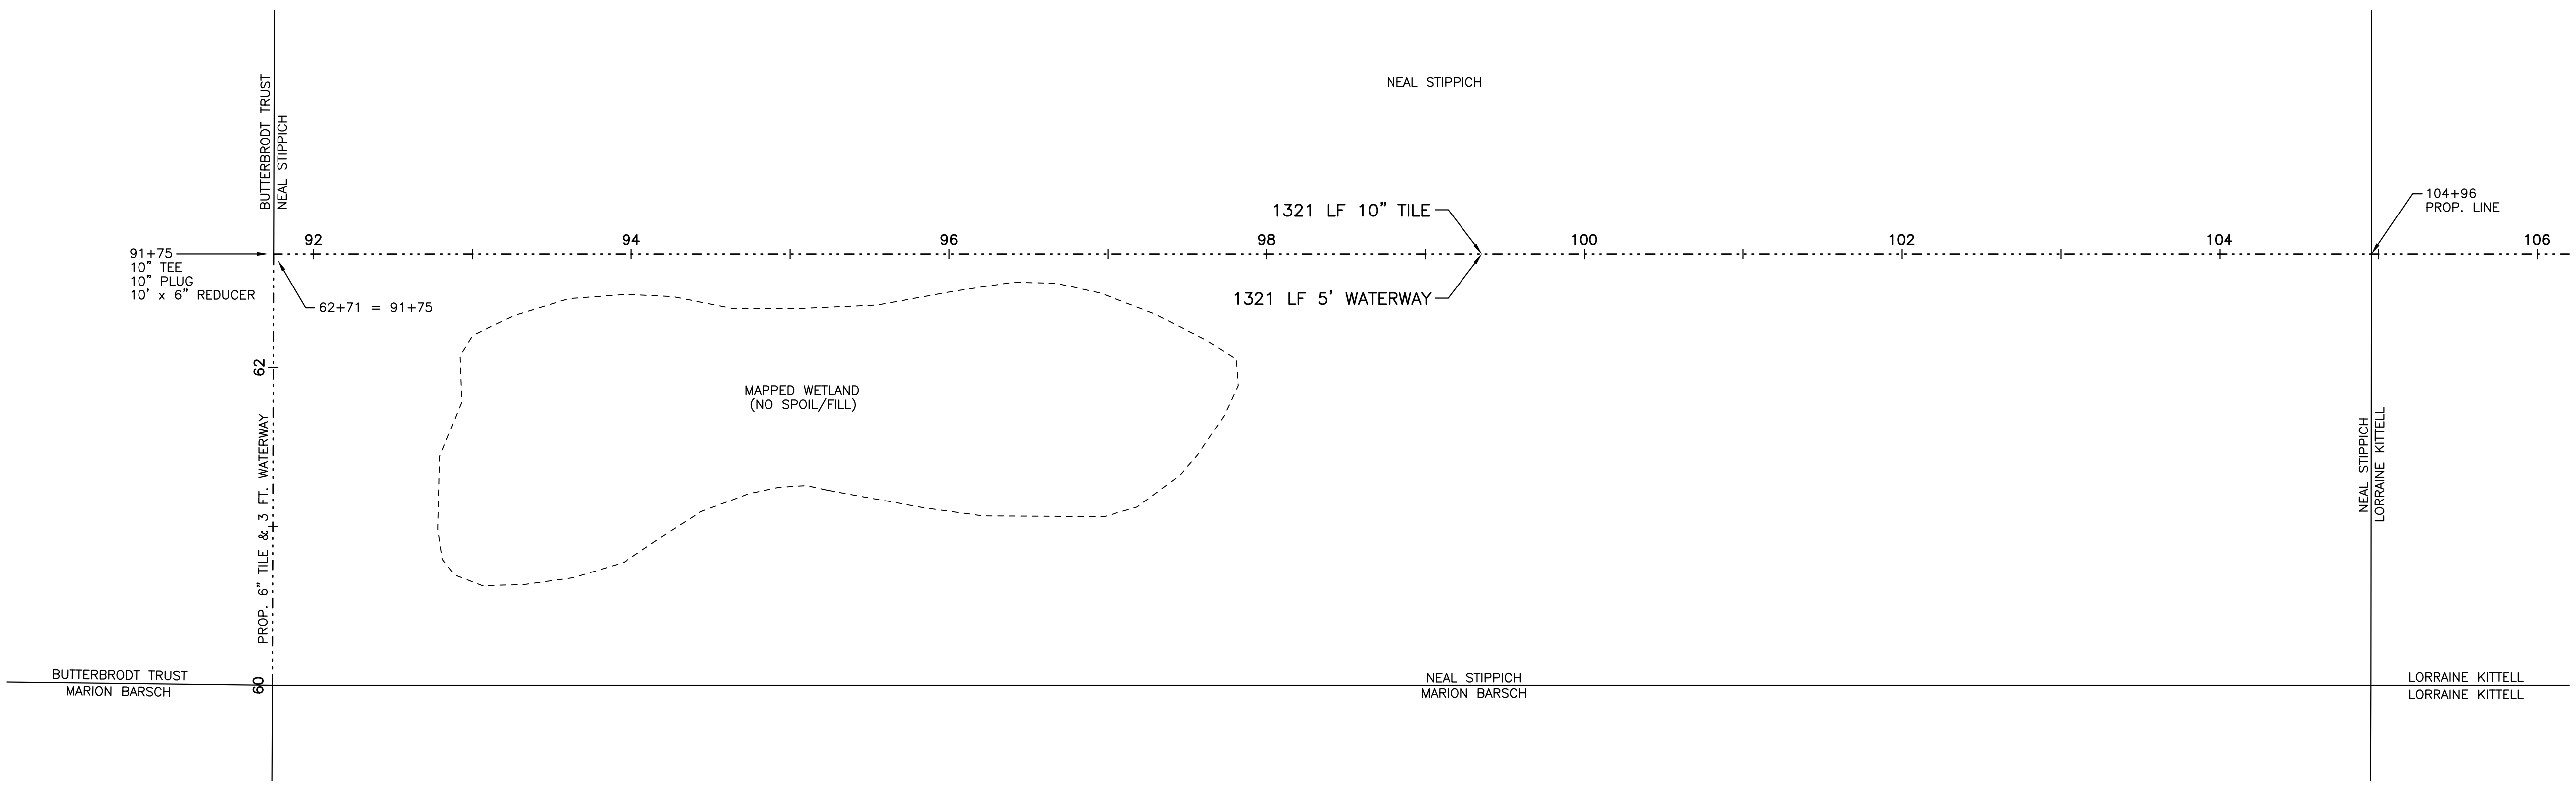 NEAL STIPPICH
BUTTERBRODT TRUST
NEAL STIPPICH
104+96
PROP. LINE
1321 LF 10" TILE
92
94
96
98
100
102
104
106
91+75
10" TEE
10" PLUG
10' x 6" REDUCER
62+71 = 91+75
1321 LF 5' WATERWAY
62
MAPPED WETLAND
(NO SPOIL/FILL)
PROP. 6" TILE & 3 FT. WATERWAY
NEAL STIPPICH
LORRAINE KITTELL
60
BUTTERBRODT TRUST
MARION BARSCH
NEAL STIPPICH
MARION BARSCH
LORRAINE KITTELL
LORRAINE KITTELL